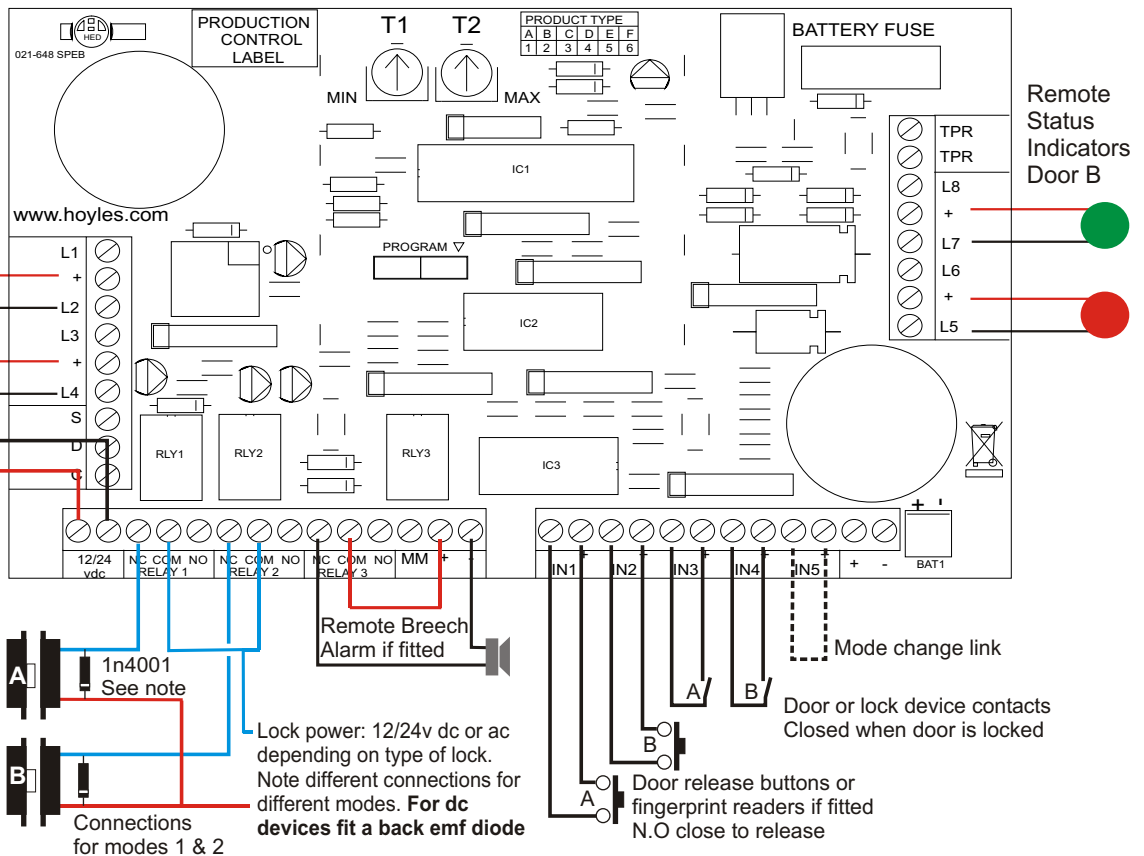 HED
021-648 SPEB
PRODUCTION
CONTROL
LABEL
T1 T2
MIN MAX
PRODUCT TYPE
A B C D E F
1 2 3 4 5 6
BATTERY FUSE
Remote
Status
Indicators
Door B
TPR
TPR
L8
+
L7
L6
+
L5
www.hoyles.com
IC1
PROGRAM
IC2
IC3
L1
+
L2
L3
+
L4
S
D
C
RLY1
RLY2
RLY3
12/24
vdc
NC COM NO
RELAY 1
NC COM NO
RELAY 2
NC COM NO
RELAY 3
MM + -
IN1 +
IN2 +
IN3 +
IN4 +
IN5 +
+ -
+ -
BAT1
A
1n4001
See note
B
Connections
for modes 1 & 2
Remote Breech
Alarm if fitted
Lock power: 12/24v dc or ac
depending on type of lock.
Note different connections for
different modes. For dc
devices fit a back emf diode
Mode change link
A B
Door or lock device contacts
Closed when door is locked
B
A
Door release buttons or
fingerprint readers if fitted
N.O close to release